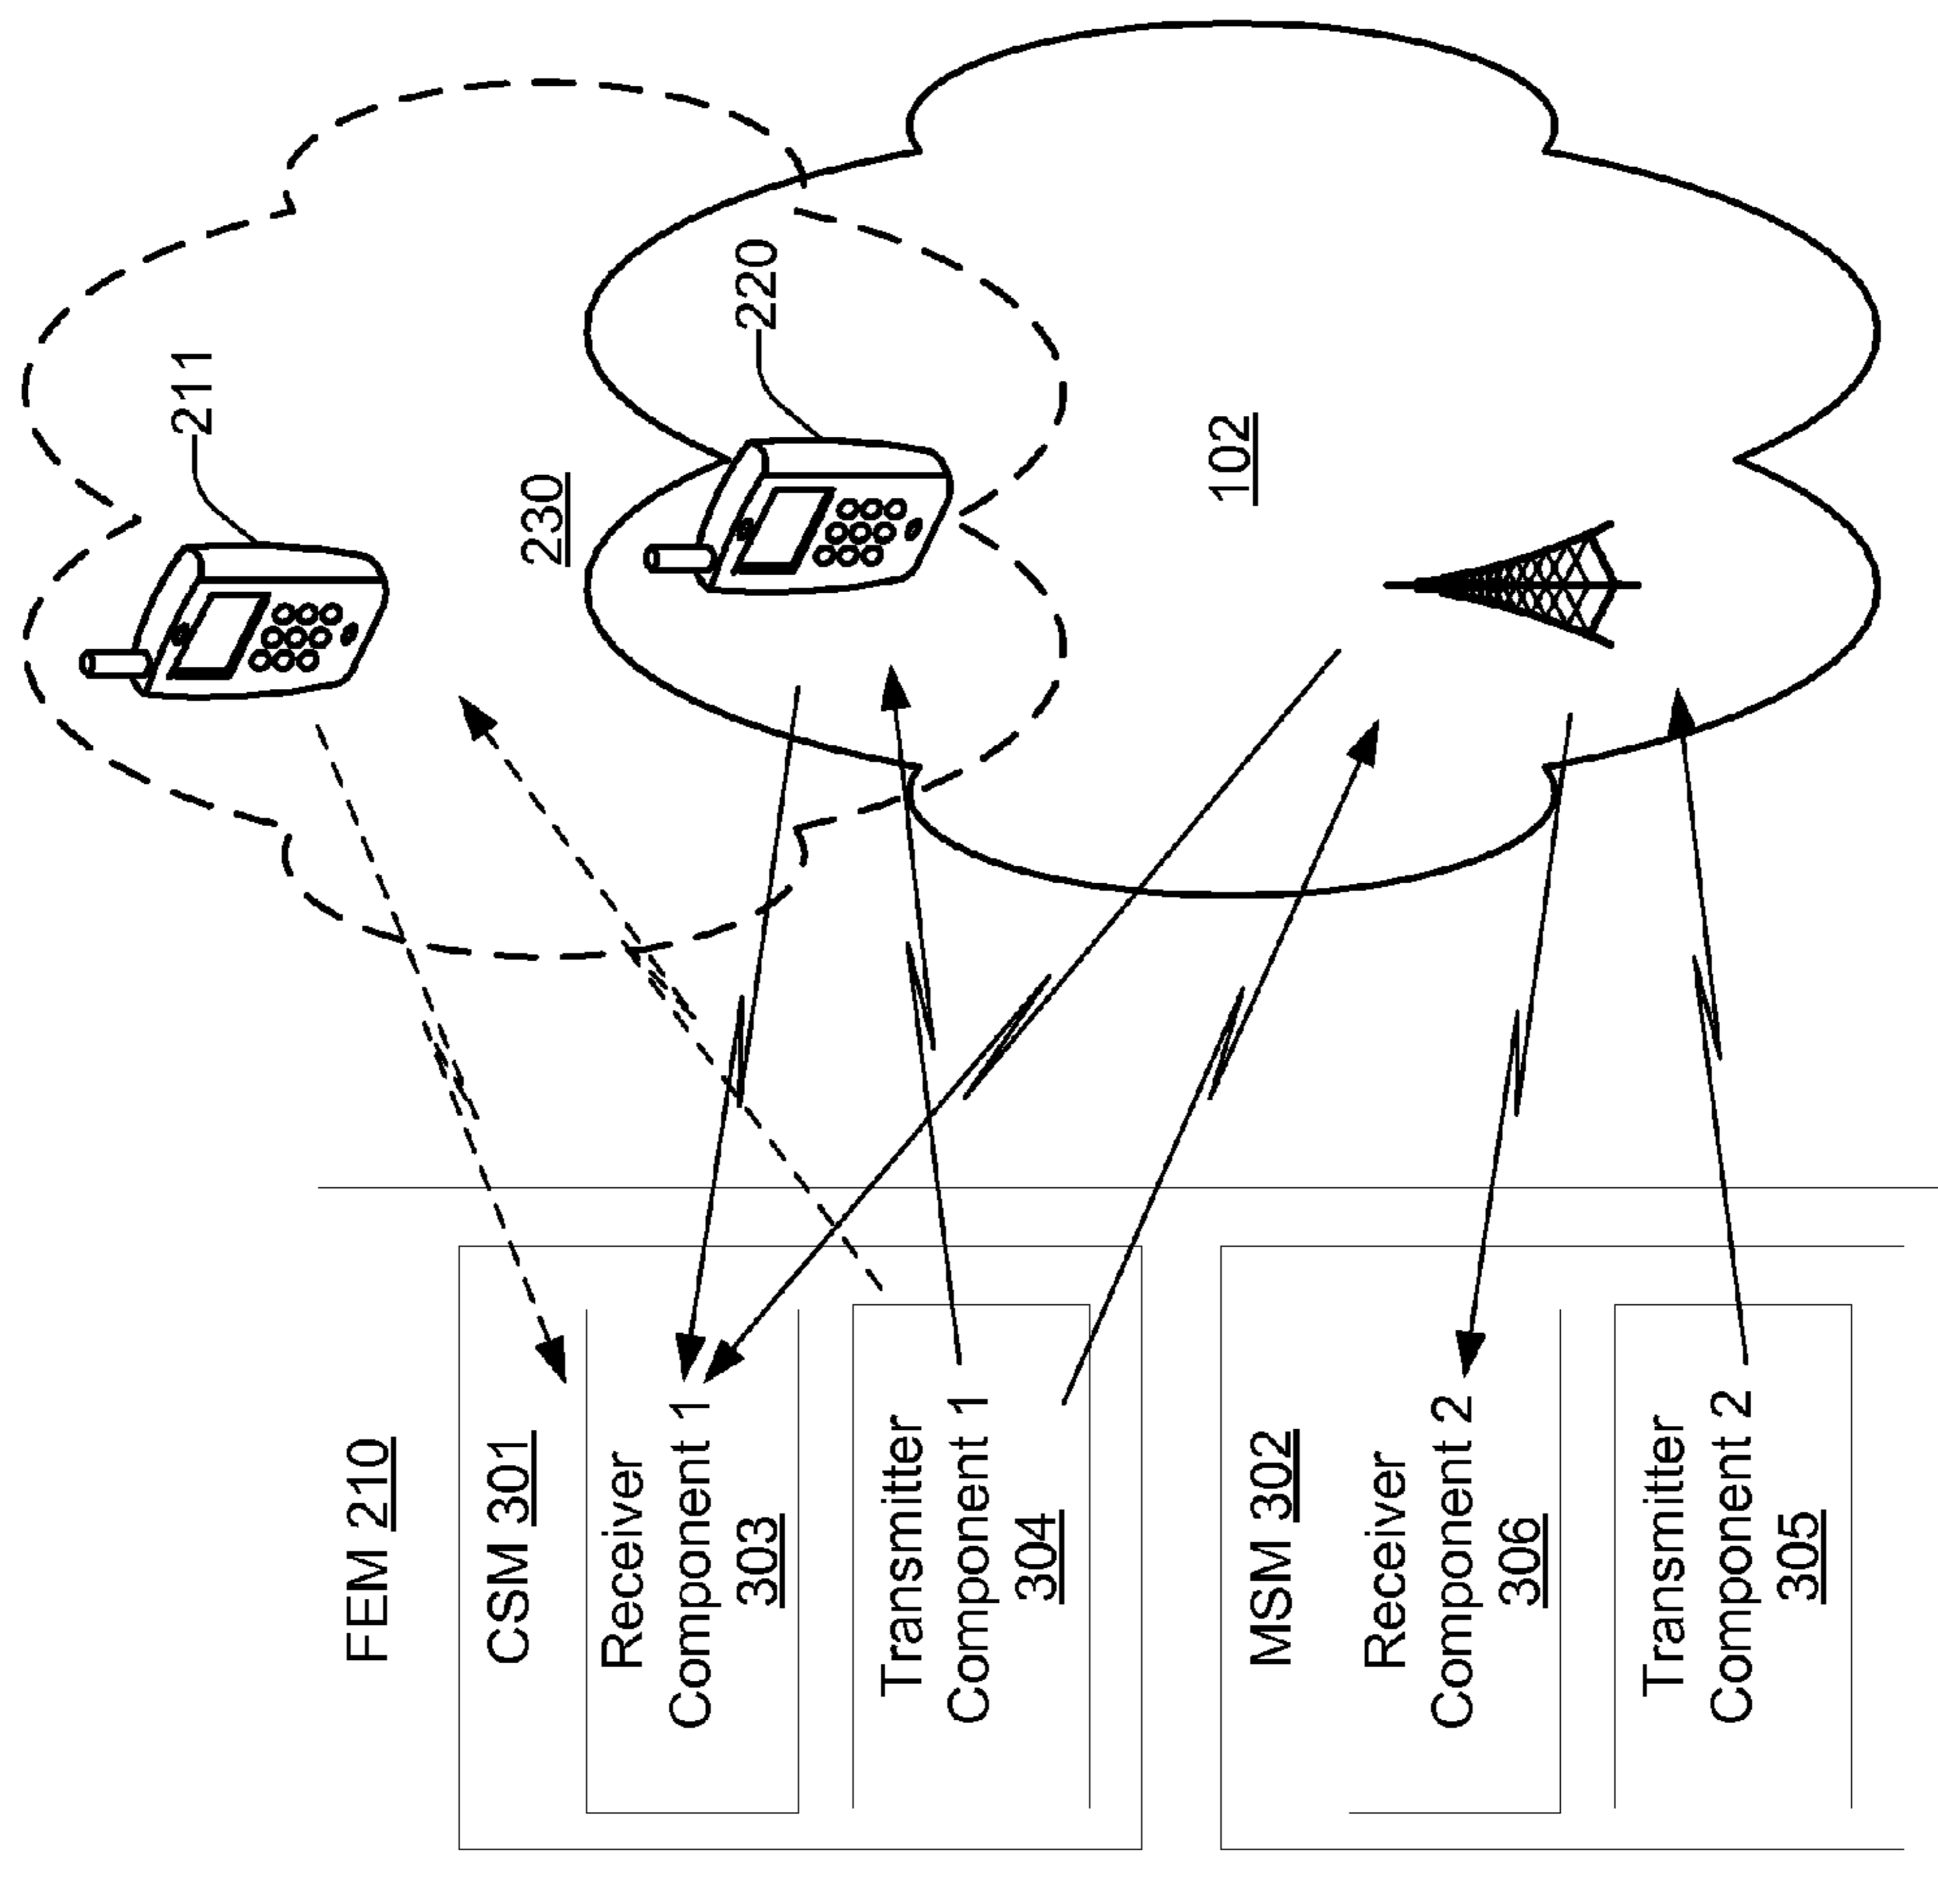 FEM 210
CSM 301
Receiver
Component 1
303
Transmitter
Component 1
304
MSM 302
Receiver
Component 2
306
Transmitter
Component 2
305
211
230
220
102